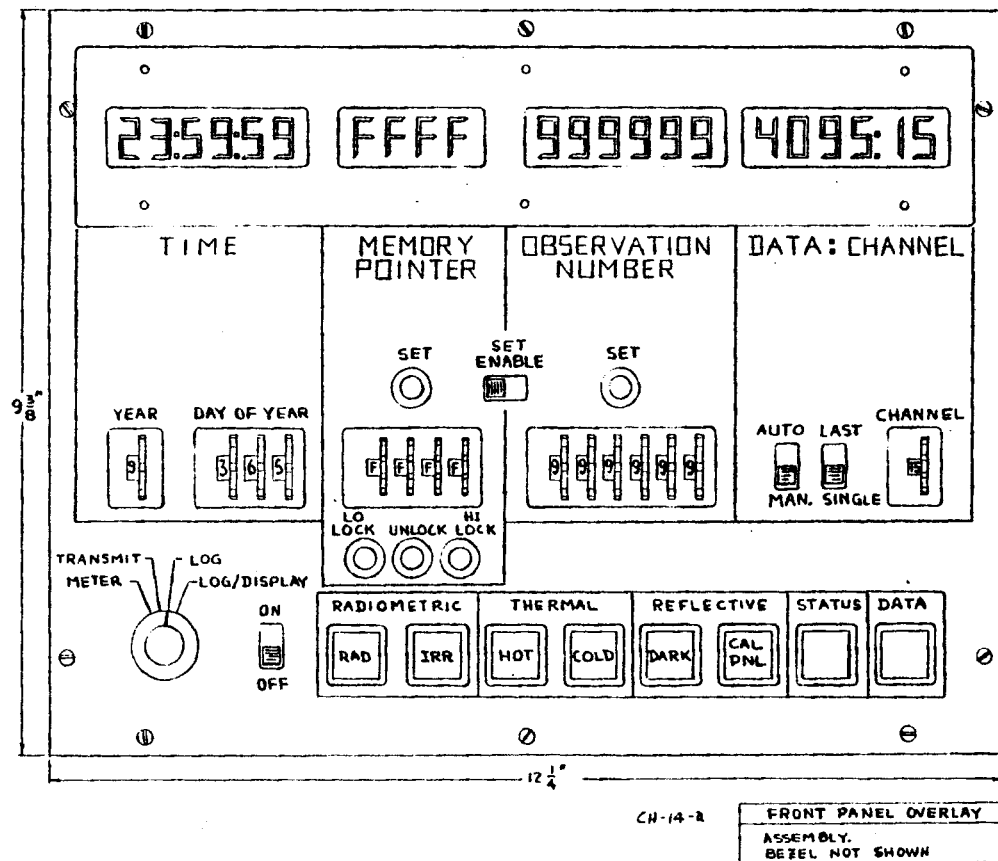 23:59:59 FFFF 999999 4095:15
TIME
MEMORY
POINTER
OBSERVATION
NUMBER
DATA: CHANNEL
SET
SET
ENABLE
SET
9 3/8"
YEAR
DAY OF YEAR
9
3 6 5
F F F F
9 9 9 9 9 9
AUTO LAST
MAN. SINGLE
CHANNEL
15
LO
LOCK
UNLOCK
HI
LOCK
TRANSMIT
LOG
METER
LOG/DISPLAY
ON
OFF
RADIOMETRIC
THERMAL
REFLECTIVE
STATUS
DATA
RAD
IRR
HOT
COLD
DARK
CAL
PNL
12 1/4"
CH-14-2
FRONT PANEL OVERLAY
ASSEMBLY.
BEZEL NOT SHOWN